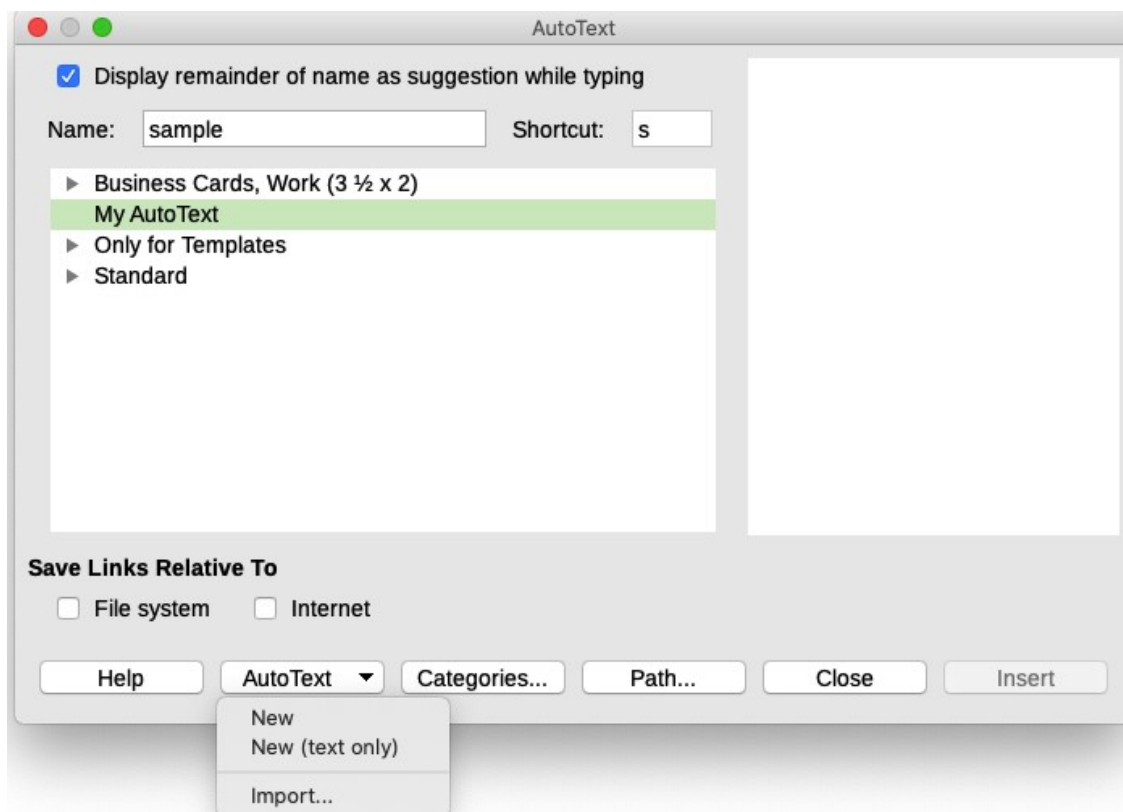 AutoText
Display remainder of name as suggestion while typing
Name: sample Shortcut: s
Business Cards, Work (3 ½ x 2)
My AutoText
Only for Templates
Standard
Save Links Relative To
File system Internet
Help AutoText Categories... Path... Close Insert
New
New (text only)
Import...